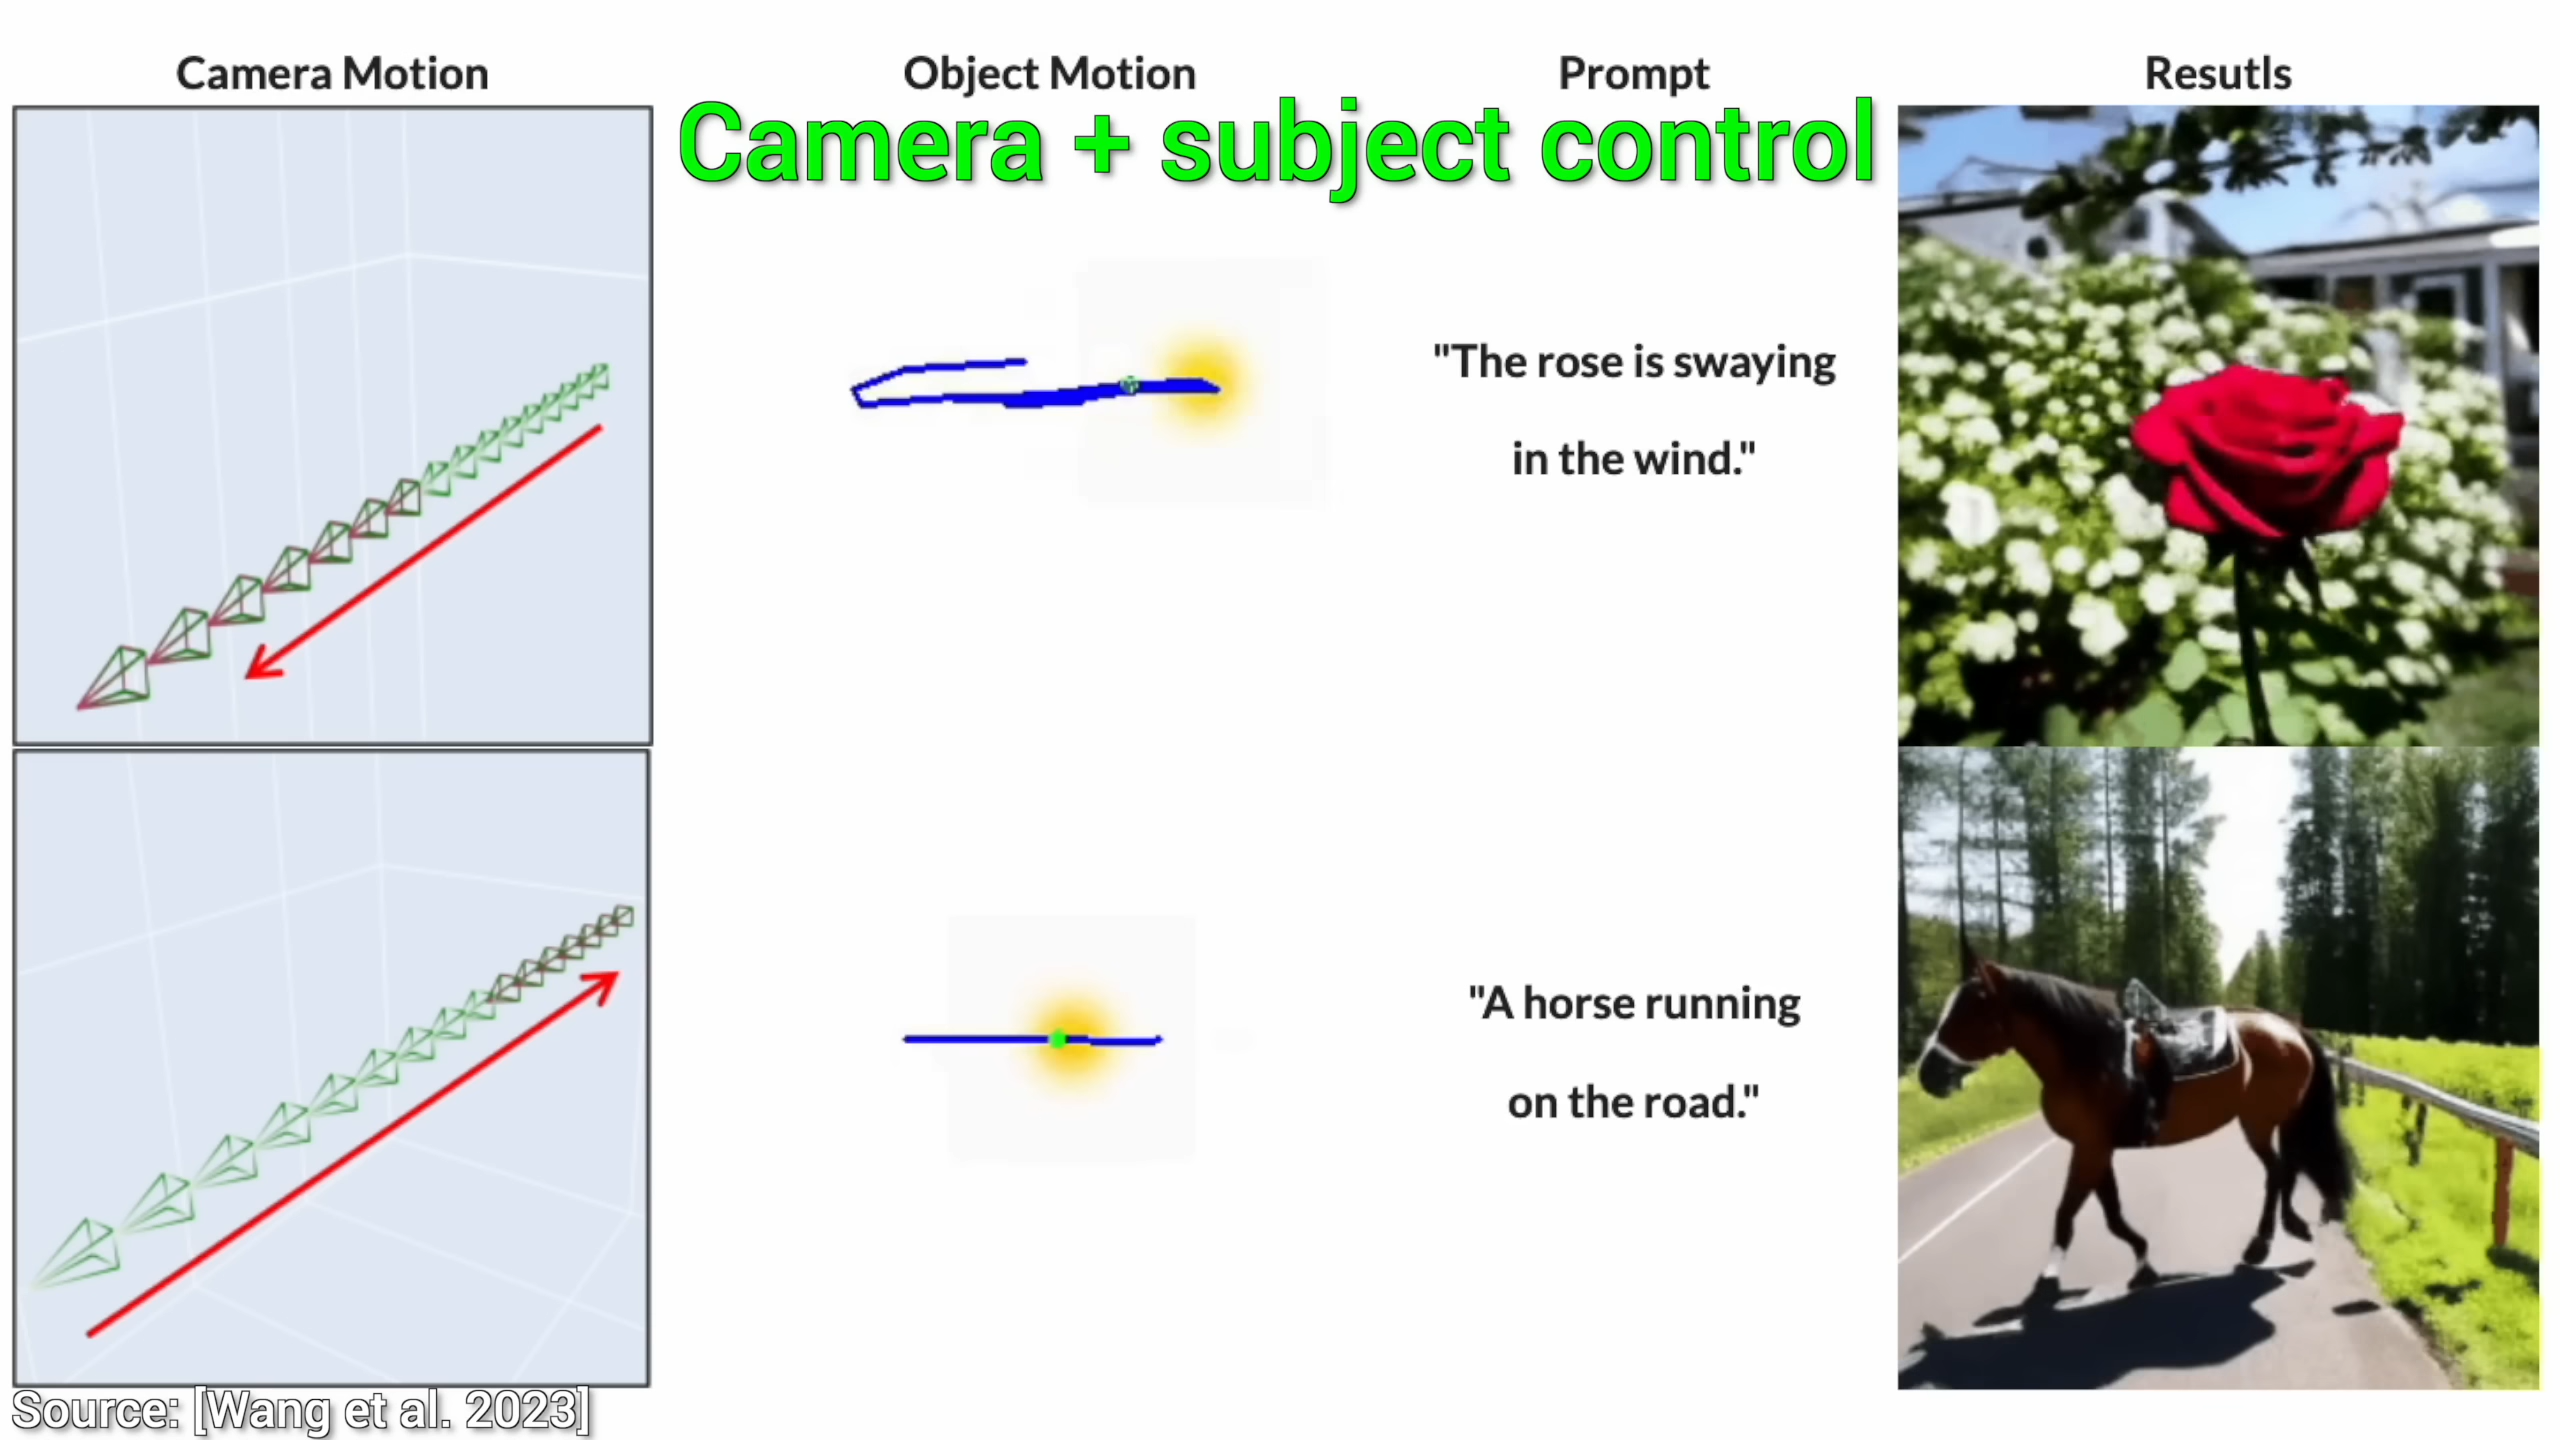 Camera Motion
Object Motion
Prompt
Resutls
Camera + subject control
"The rose is swaying
in the wind."
"A horse running
on the road."
Source: [Wang et al. 2023]